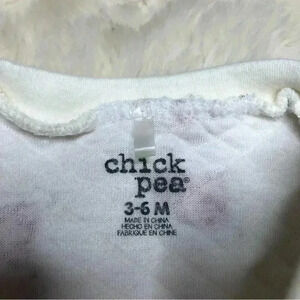 chick
pea®
3-6 M
MADE IN CHINA
HECHO EN CHINA
FABRIQUÉ EN CHINE